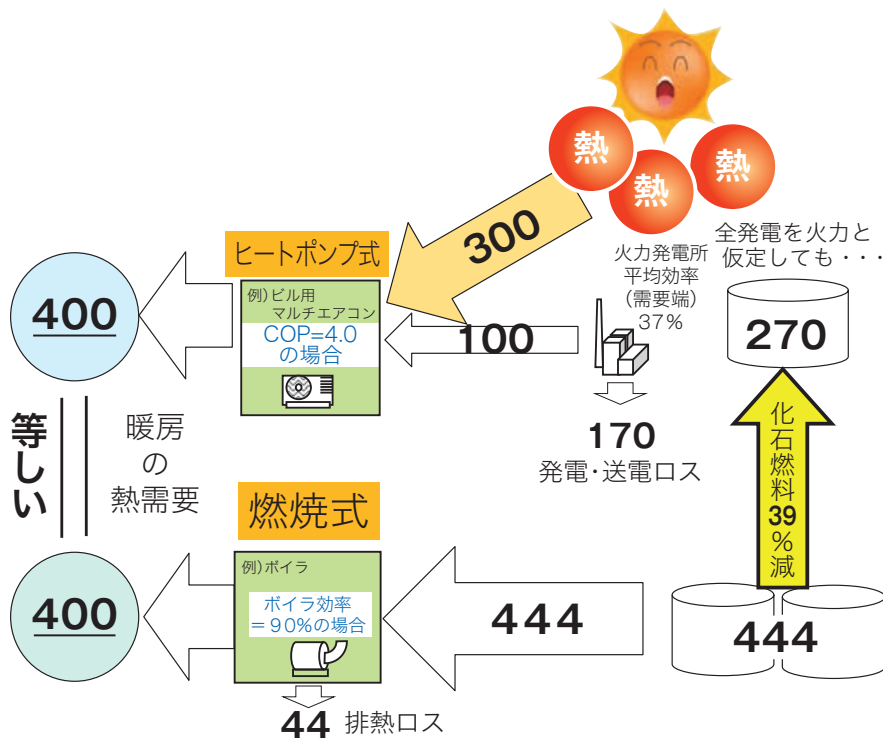 熱
熱
熱
300
火力発電所
平均効率
（需要端）
37%
全発電を火力と
仮定しても・・・
270
ヒートポンプ式
例）ビル用
マルチエアコン
COP=4.0
の場合
400
100
170
発電・送電ロス
等しい
暖房
の
熱需要
化石燃料39%減
燃焼式
例）ボイラ
ボイラ効率
＝90%の場合
400
444
444
44 排熱ロス